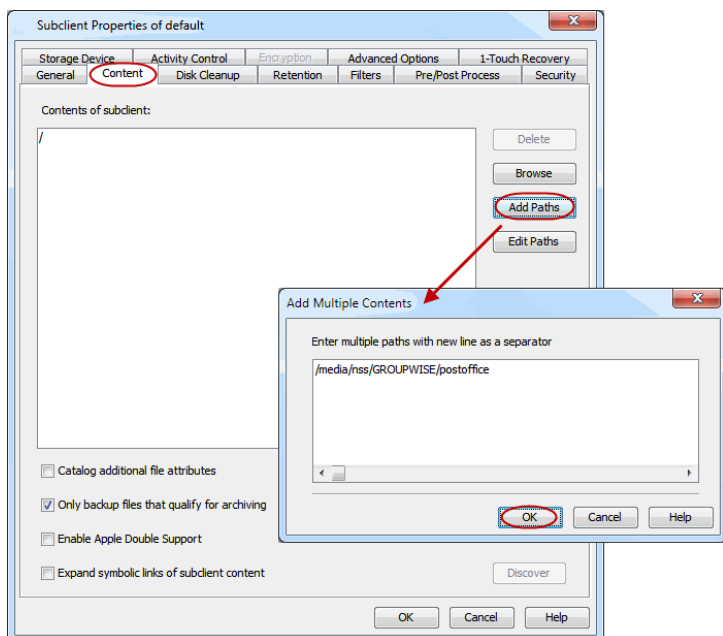 Subclient Properties of default
Storage Device Activity Control Encryption Advanced Options 1-Touch Recovery
General Content Disk Cleanup Retention Filters Pre/Post Process Security
Contents of subclient:
/
Delete
Browse
Add Paths
Edit Paths
Add Multiple Contents
Enter multiple paths with new line as a separator
/media/nss/GROUPWISE/postoffice
OK Cancel Help
Catalog additional file attributes
Only backup files that qualify for archiving
Enable Apple Double Support
Expand symbolic links of subclient content
Discover
OK Cancel Help